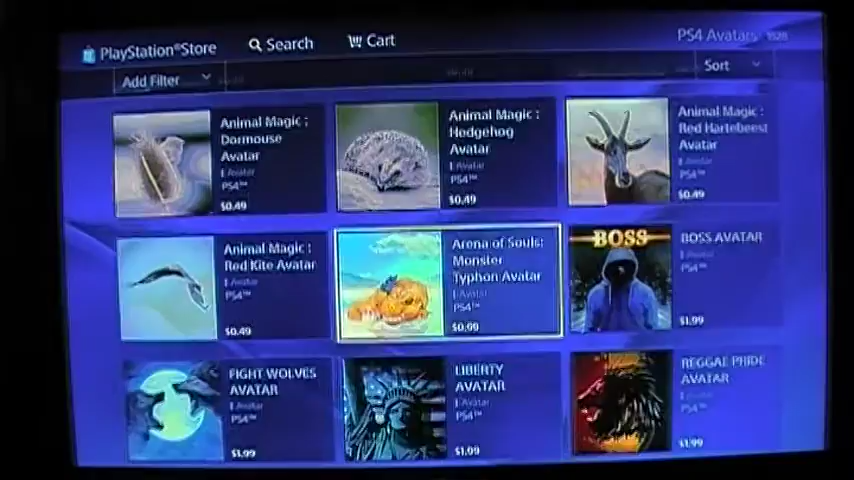 PlayStation®Store
Search
Cart
PS4 Avatars
Add Filter
Sort
Animal Magic :
Dormouse
Avatar
Avatar
PS4™
$0.49
Animal Magic :
Hedgehog
Avatar
Avatar
PS4™
$0.49
Animal Magic :
Red Hartebeest
Avatar
Avatar
PS4™
$0.49
Animal Magic :
Red Kite Avatar
Avatar
PS4™
$0.49
Arena of Souls:
Monster
Typhon Avatar
Avatar
PS4™
$0.99
BOSS
BOSS AVATAR
Avatar
PS4™
$1.99
FIGHT WOLVES
AVATAR
Avatar
PS4™
$1.99
LIBERTY
AVATAR
Avatar
PS4™
$1.99
REGGAE PRIDE
AVATAR
Avatar
PS4™
$1.99